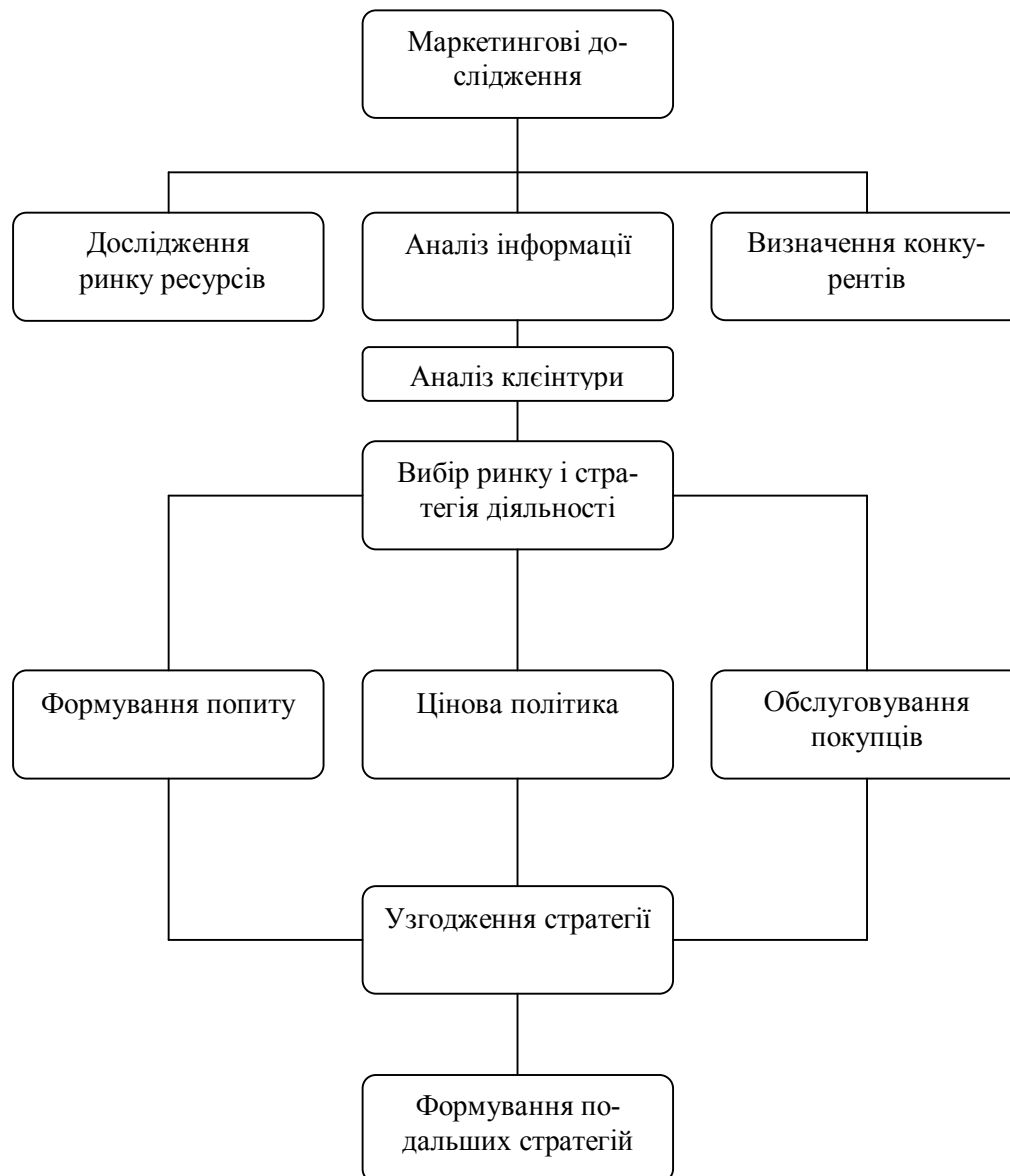 Маркетингові до-
слідження
Дослідження
ринку ресурсів
Аналіз інформації
Визначення конку-
рентів
Аналіз клєінтури
Вибір ринку і стра-
тегія діяльності
Формування попиту
Цінова політика
Обслуговування
покупців
Узгодження стратегії
Формування по-
дальших стратегій